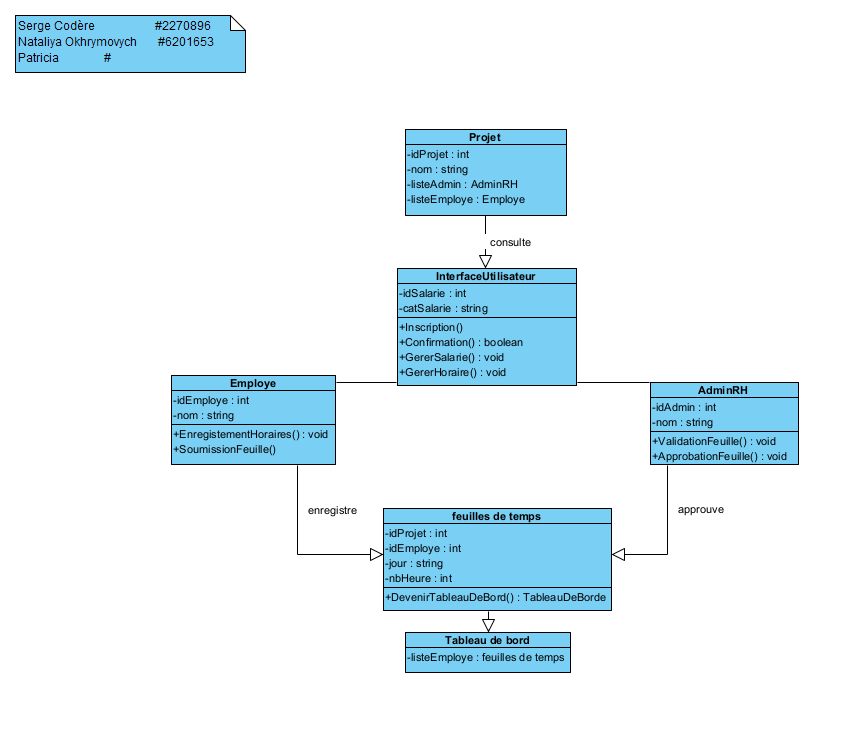 Serge Codère #2270896
Nataliya Okhrymovych #6201653
Patricia #
Projet
-idProjet : int
-nom : string
-listeAdmin : AdminRH
-listeEmploye : Employe
consulte
InterfaceUtilisateur
-idSalarie : int
-catSalarie : string
+Inscription()
+Confirmation() : boolean
+GererSalarie() : void
+GererHoraire() : void
Employe
-idEmploye : int
-nom : string
+EnregistementHoraires() : void
+SoumissionFeuille()
AdminRH
-idAdmin : int
-nom : string
+ValidationFeuille() : void
+ApprobationFeuille() : void
enregistre
approuve
feuilles de temps
-idProjet : int
-idEmploye : int
-jour : string
-nbHeure : int
+DevenirTableauDeBord() : TableauDeBorde
Tableau de bord
-listeEmploye : feuilles de temps